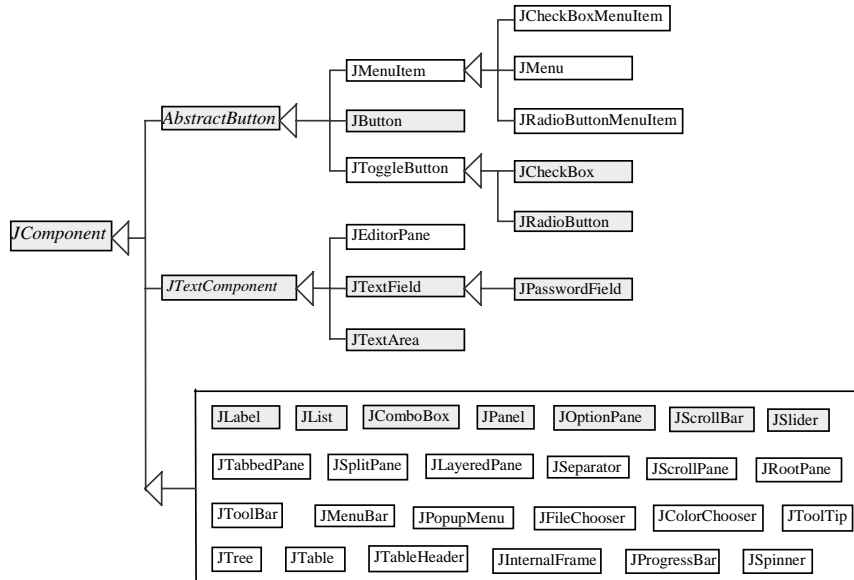 JCheckBoxMenuItem
JMenuItem
JMenu
AbstractButton
JButton
JRadioButtonMenuItem
JToggleButton
JCheckBox
JRadioButton
JComponent
JEditorPane
JTextComponent
JTextField
JPasswordField
JTextArea
JLabel JList JComboBox JPanel JOptionPane JScrollBar JSlider
JTabbedPane JSplitPane JLayeredPane JSeparator JScrollPane JRootPane
JToolBar JMenuBar JPopupMenu JFileChooser JColorChooser JToolTip
JTree JTable JTableHeader JInternalFrame JProgressBar JSpinner